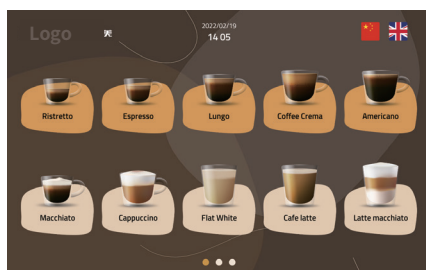 Logo
2022/02/19
14 05
Ristretto
Espresso
Lungo
Coffee Crema
Americano
Macchiato
Cappuccino
Flat White
Cafe latte
Latte macchiato